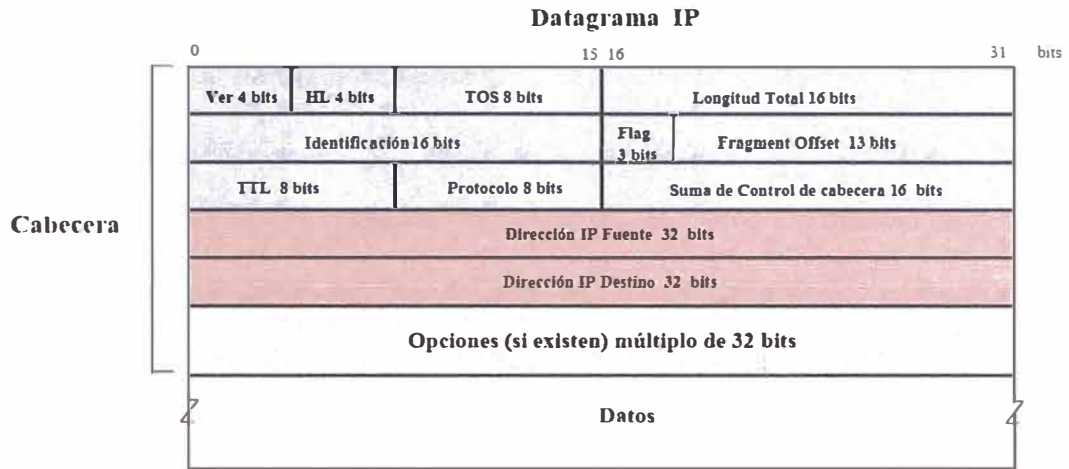 Datagrama IP
0 15 16 31 bits
Ver 4 bits HL 4 bits TOS 8 bits Longitud Total 16 bits
Identificación 16 bits Flag 3 bits Fragment Offset 13 bits
TTL 8 bits Protocolo 8 bits Suma de Control de cabecera 16 bits
Cabecera
Dirección IP Fuente 32 bits
Dirección IP Destino 32 bits
Opciones (si existen) múltiplo de 32 bits
Datos